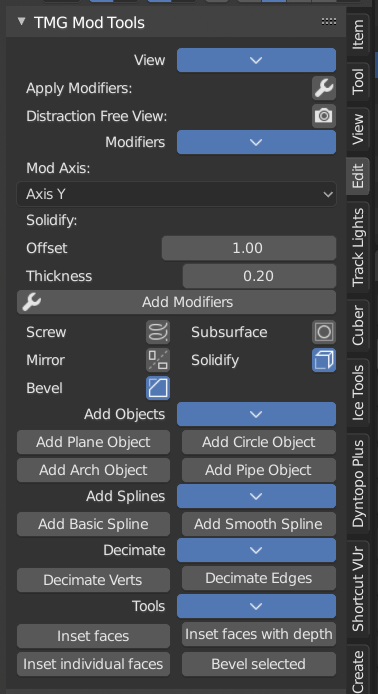 TMG Mod Tools
View
Apply Modifiers:
Distraction Free View:
Modifiers
Mod Axis:
Axis Y
Solidify:
Offset 1.00
Thickness 0.20
Add Modifiers
Screw Subsurface
Mirror Solidify
Bevel
Add Objects
Add Plane Object Add Circle Object
Add Arch Object Add Pipe Object
Add Splines
Add Basic Spline Add Smooth Spline
Decimate
Decimate Verts Decimate Edges
Tools
Inset faces Inset faces with depth
Inset individual faces Bevel selected
Item
Tool
View
Edit
Track Lights
Cuber
Ice Tools
Dyntopo Plus
Shortcut VUr
Create